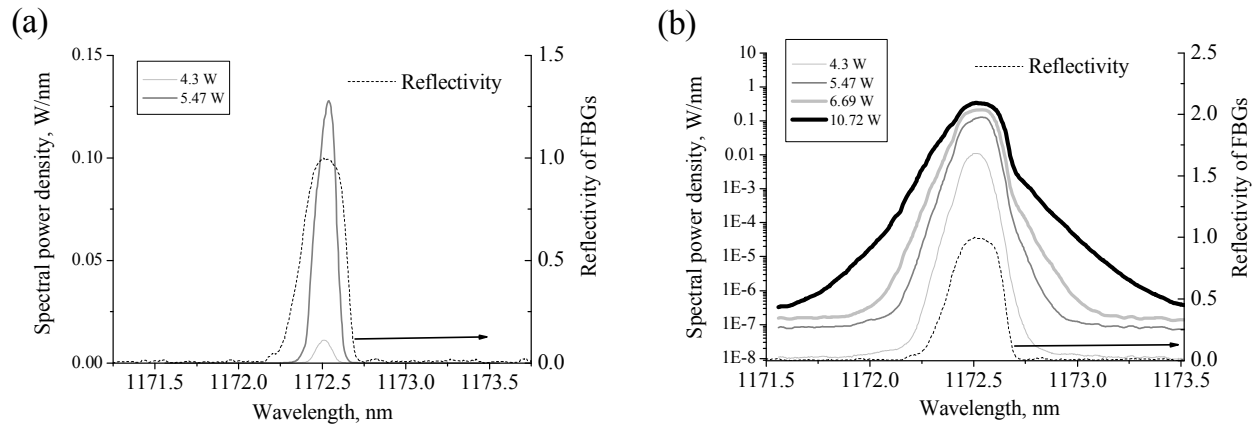 (a)
0.15
0.10
0.05
0.00
Spectral power density, W/nm
4.3 W
5.47 W
Reflectivity
1.5
1.0
0.5
0.0
Reflectivity of FBGs
1171.5 1172.0 1172.5 1173.0 1173.5
Wavelength, nm
(b)
10
1
0.1
0.01
1E-3
1E-4
1E-5
1E-6
1E-7
1E-8
Spectral power density, W/nm
4.3 W
5.47 W
6.69 W
10.72 W
Reflectivity
2.5
2.0
1.5
1.0
0.5
0.0
Reflectivity of FBGs
1171.5 1172.0 1172.5 1173.0 1173.5
Wavelength, nm